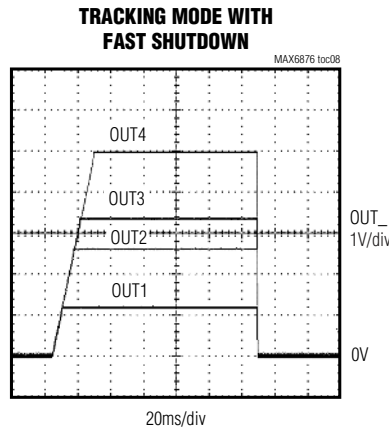 TRACKING MODE WITH
FAST SHUTDOWN
MAX6876 toc08
OUT4
OUT3
OUT2
OUT1
OUT_
1V/div
0V
20ms/div